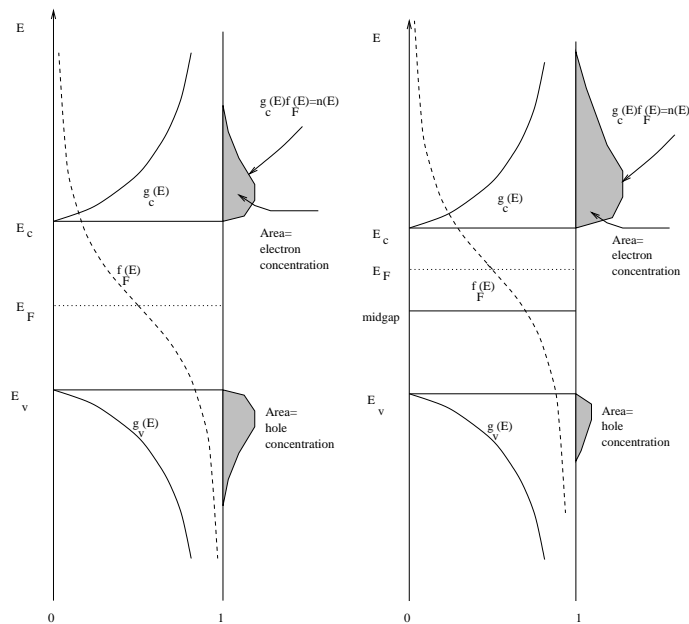 E
g_c(E)f_F(E)=n(E)
g_c(E)
E_c
Area=
electron
concentration
f_F(E)
E_F
E_v
g_v(E)
Area=
hole
concentration
0
1
E
g_c(E)f_F(E)=n(E)
g_c(E)
E_c
Area=
electron
concentration
E_F
f_F(E)
midgap
E_v
g_v(E)
Area=
hole
concentration
0
1